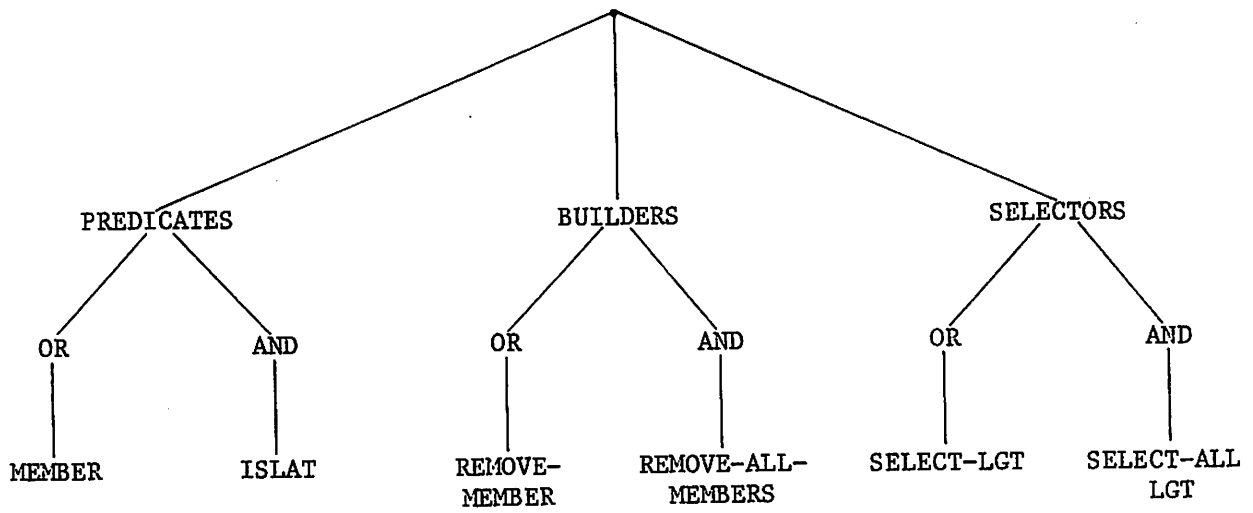 PREDICATES
BUILDERS
SELECTORS
OR
AND
OR
AND
OR
AND
MEMBER
ISLAT
REMOVE-
MEMBER
REMOVE-ALL-
MEMBERS
SELECT-LGT
SELECT-ALL
LGT